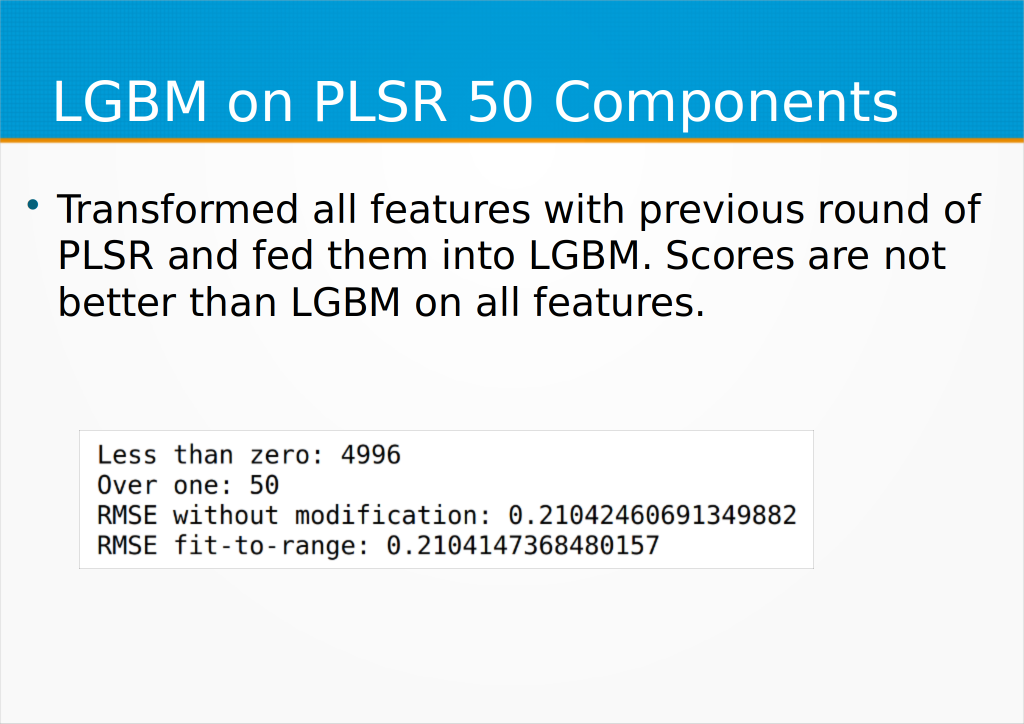 LGBM on PLSR 50 Components
• Transformed all features with previous round of
PLSR and fed them into LGBM. Scores are not
better than LGBM on all features.
Less than zero: 4996
Over one: 50
RMSE without modification: 0.21042460691349882
RMSE fit-to-range: 0.2104147368480157